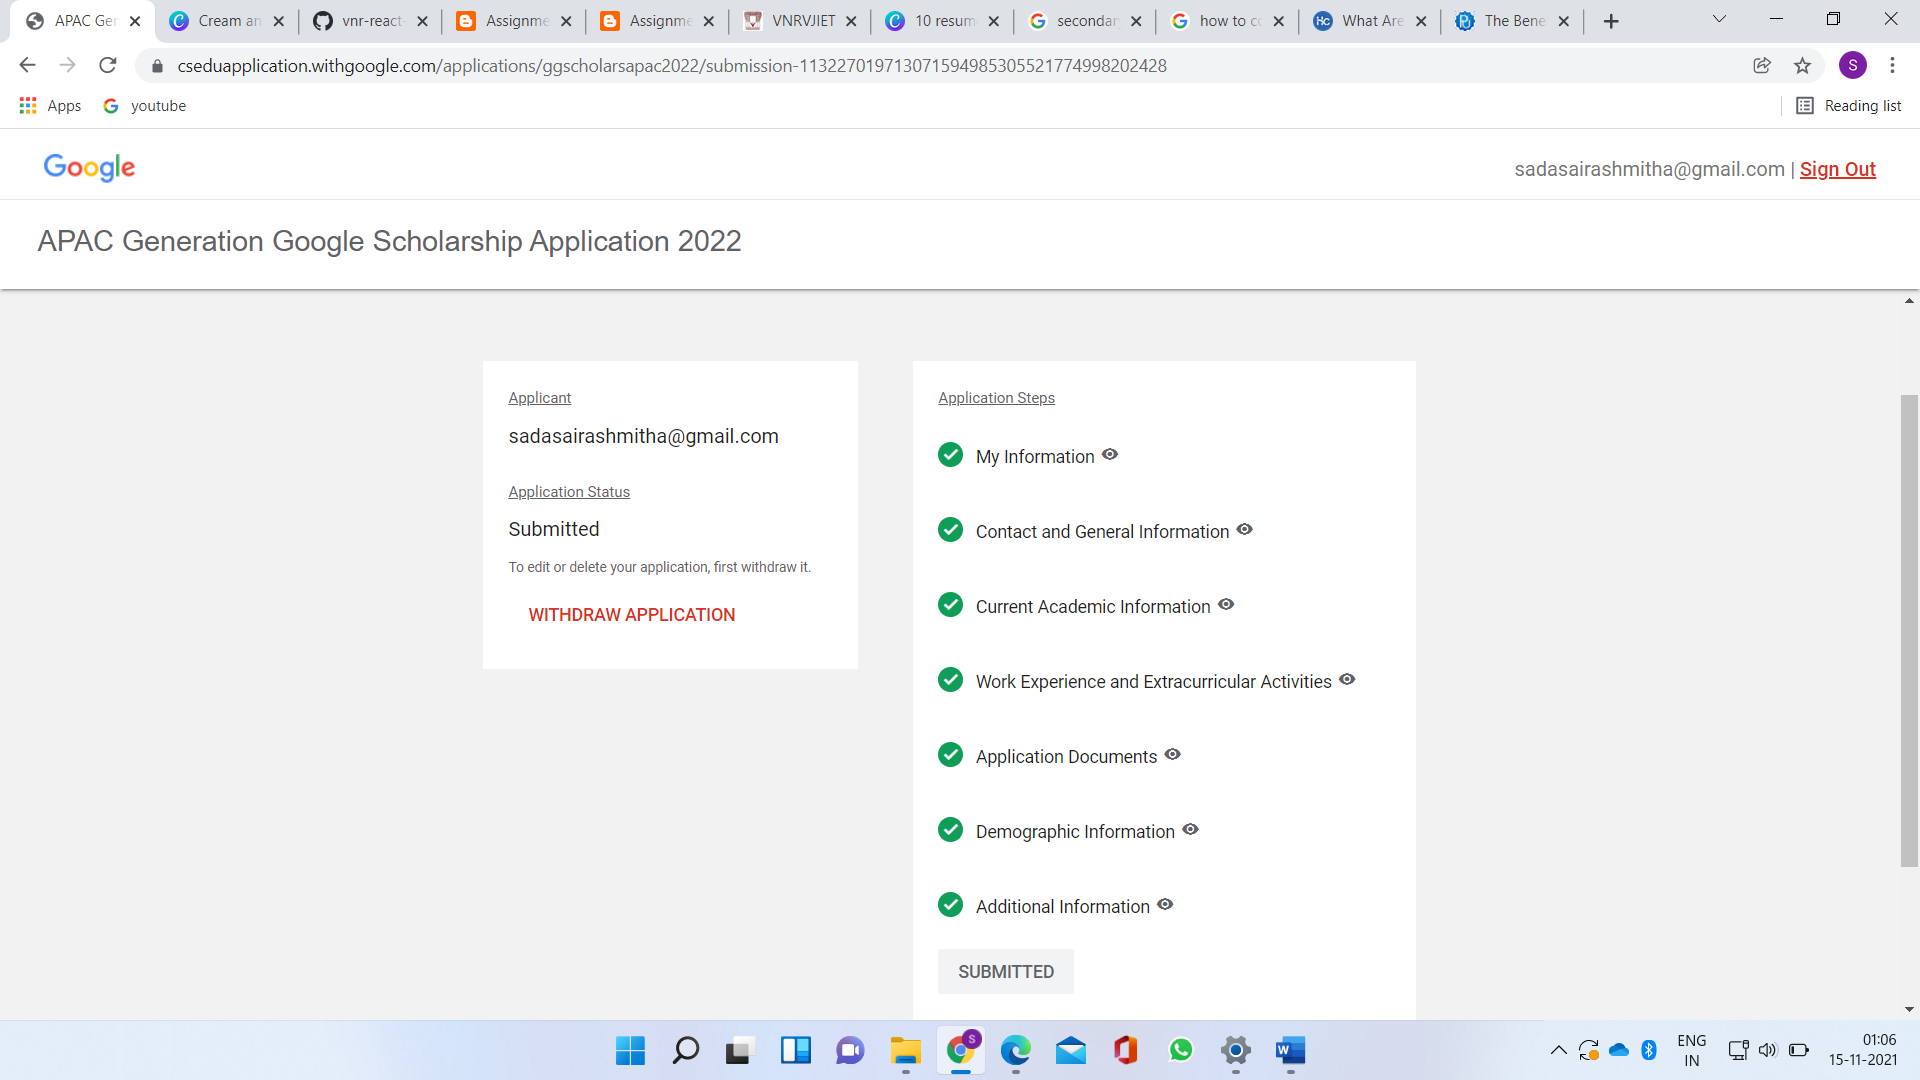 APAC Gen
Cream an
vnr-react-
Assignme
Assignme
VNRVJIET
10 resum
secondar
how to co
What Are
The Bene
cseduapplication.withgoogle.com/applications/ggscholarsapac2022/submission-11322701971307159498530552177499820242​8
S
Apps
youtube
Reading list
Google
sadasairashmitha@gmail.com | Sign Out
APAC Generation Google Scholarship Application 2022
Applicant
sadasairashmitha@gmail.com
Application Status
Submitted
To edit or delete your application, first withdraw it.
WITHDRAW APPLICATION
Application Steps
My Information
Contact and General Information
Current Academic Information
Work Experience and Extracurricular Activities
Application Documents
Demographic Information
Additional Information
SUBMITTED
ENG
IN
01:06
15-11-2021